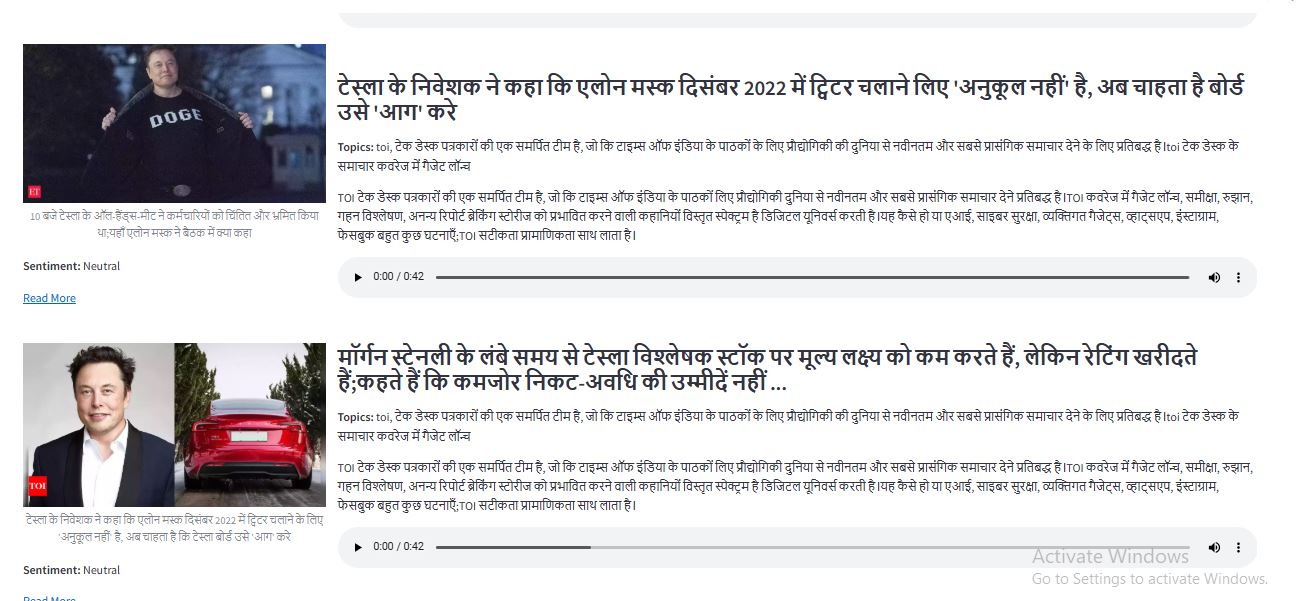 DOGE
ET
10 बजे टेस्ला के ऑल-हैंड्स-मीट ने कर्मचारियों को चिंतित और भ्रमित किया
था;यहाँ एलोन मस्क ने बैठक में क्या कहा
Sentiment: Neutral
Read More
टेस्ला के निवेशक ने कहा कि एलोन मस्क दिसंबर 2022 में ट्विटर चलाने लिए 'अनुकूल नहीं' है, अब चाहता है बोर्ड
उसे 'आग' करे
Topics: toi, टेक डेस्क पत्रकारों की एक समर्पित टीम है, जो कि टाइम्स ऑफ इंडिया के पाठकों के लिए प्रौद्योगिकी की दुनिया से नवीनतम और सबसे प्रासंगिक समाचार देने के लिए प्रतिबद्ध है।toi टेक डेस्क के
समाचार कवरेज में गैजेट लॉन्च
TOI टेक डेस्क पत्रकारों की एक समर्पित टीम है, जो कि टाइम्स ऑफ इंडिया के पाठकों लिए प्रौद्योगिकी दुनिया से नवीनतम और सबसे प्रासंगिक समाचार देने प्रतिबद्ध है।TOI कवरेज में गैजेट लॉन्च, समीक्षा, रुझान,
गहन विश्लेषण, अनन्य रिपोर्ट ब्रेकिंग स्टोरीज को प्रभावित करने वाली कहानियों विस्तृत स्पेक्ट्रम है डिजिटल यूनिवर्स करती है।यह कैसे हो या एआई, साइबर सुरक्षा, व्यक्तिगत गैजेट्स, व्हाट्सएप, इंस्टाग्राम,
फेसबुक बहुत कुछ घटनाएँ;TOI सटीकता प्रामाणिकता साथ लाता है।
0:00 / 0:42
TOI
टेस्ला के निवेशक ने कहा कि एलोन मस्क दिसंबर 2022 में ट्विटर चलाने के लिए
'अनुकूल नहीं' है, अब चाहता है कि टेस्ला बोर्ड उसे 'आग' करे
Sentiment: Neutral
Read More
मॉर्गन स्टेनली के लंबे समय से टेस्ला विश्लेषक स्टॉक पर मूल्य लक्ष्य को कम करते हैं, लेकिन रेटिंग खरीदते
हैं;कहते हैं कि कमजोर निकट-अवधि की उम्मीदें नहीं ...
Topics: toi, टेक डेस्क पत्रकारों की एक समर्पित टीम है, जो कि टाइम्स ऑफ इंडिया के पाठकों के लिए प्रौद्योगिकी की दुनिया से नवीनतम और सबसे प्रासंगिक समाचार देने के लिए प्रतिबद्ध है।toi टेक डेस्क के
समाचार कवरेज में गैजेट लॉन्च
TOI टेक डेस्क पत्रकारों की एक समर्पित टीम है, जो कि टाइम्स ऑफ इंडिया के पाठकों लिए प्रौद्योगिकी दुनिया से नवीनतम और सबसे प्रासंगिक समाचार देने प्रतिबद्ध है।TOI कवरेज में गैजेट लॉन्च, समीक्षा, रुझान,
गहन विश्लेषण, अनन्य रिपोर्ट ब्रेकिंग स्टोरीज को प्रभावित करने वाली कहानियों विस्तृत स्पेक्ट्रम है डिजिटल यूनिवर्स करती है।यह कैसे हो या एआई, साइबर सुरक्षा, व्यक्तिगत गैजेट्स, व्हाट्सएप, इंस्टाग्राम,
फेसबुक बहुत कुछ घटनाएँ;TOI सटीकता प्रामाणिकता साथ लाता है।
0:00 / 0:42
Activate Windows
Go to Settings to activate Windows.